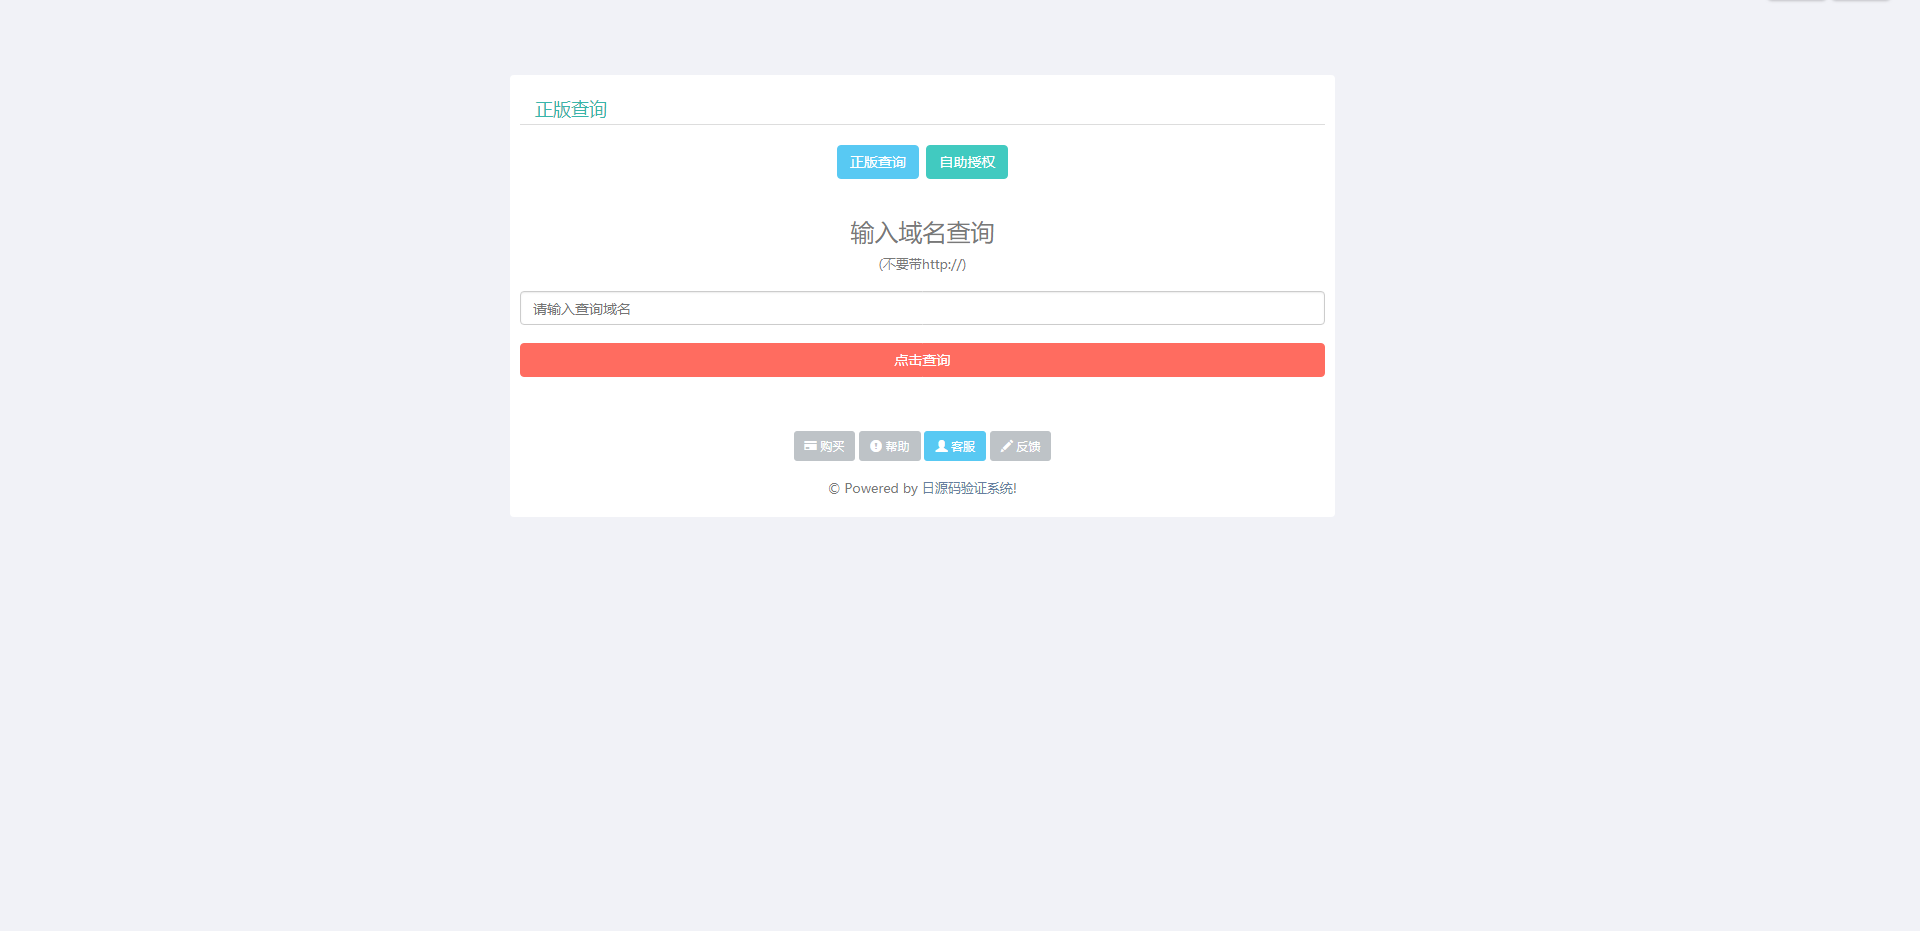 正版查询
正版查询 自助授权
输入域名查询
(不要带http://)
请输入查询域名
点击查询
购买 帮助 客服 反馈
© Powered by 日源码验证系统!